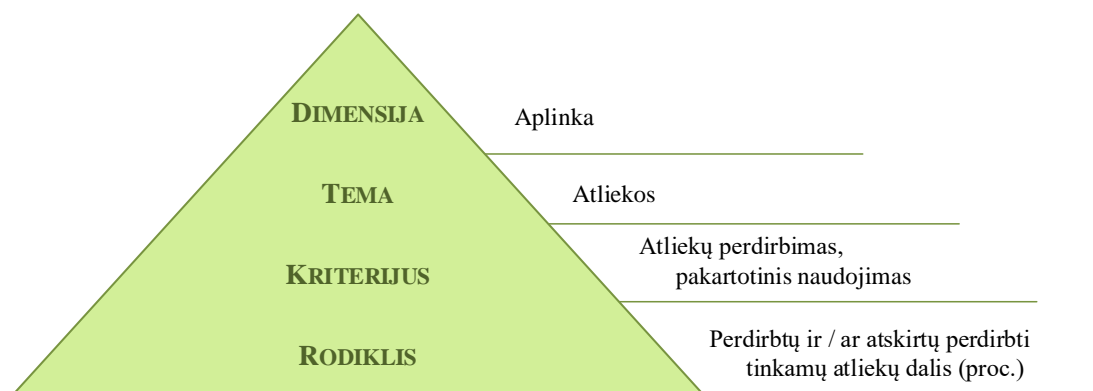 DIMENSIJA
Aplinka
TEMA
Atliekos
KRITERIJUS
Atliekų perdirbimas,
pakartotinis naudojimas
RODIKLIS
Perdirbtų ir / ar atskirtų perdirbti
tinkamų atliekų dalis (proc.)